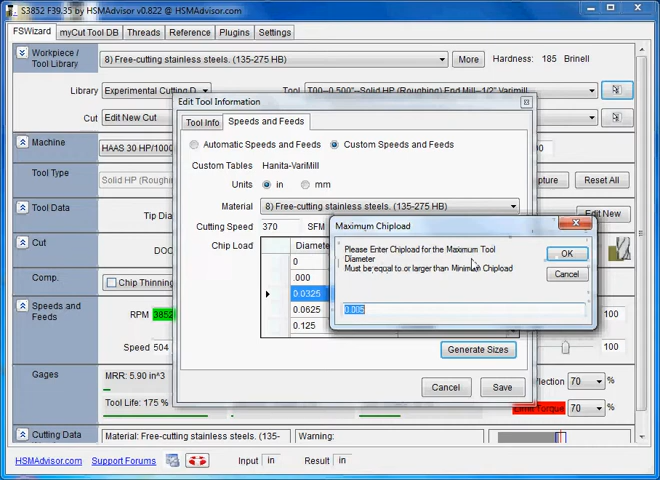 S3852 F39.35 by HSMAdvisor v0.822 @ HSMAdvisor.com
FSWizard myCut Tool DB Threads Reference Plugins Settings
Workpiece / Tool Library
8) Free-cutting stainless steels. (135-275 HB)
More
Hardness: 185 Brinell
Library Experimental Cutting D
Tool T00--0.500"--Solid HP (Roughing) End Mill--1/2" Varimill
Cut Edit New Cut
Machine
HAAS 30 HP/1000
00
Tool Type
Solid HP (Roughin
pture
Reset All
Tool Data
Tip Dia
Edit New
Cut
DOC
Comp.
Chip Thinning
Speeds and Feeds
RPM 3852
100
Speed 504
100
Gages
MRR: 5.90 in^3
Tool Life: 175 %
flection 70
Limit Torque 70
Cutting Data
Material: Free-cutting stainless steels. (135-
Warning:
HSMAdvisor.com
Support Forums
Input in
Result in
Edit Tool Information
Tool Info Speeds and Feeds
Automatic Speeds and Feeds
Custom Speeds and Feeds
Custom Tables Hanita-VariMill
Units in mm
Material 8) Free-cutting stainless steels. (135-275 HB)
Cutting Speed 370 SFM
Chip Load
Diameter
0
.000
0.0325
0.0625
0.125
Generate Sizes
Cancel
Save
Maximum Chipload
Please Enter Chipload for the Maximum Tool
Diameter
Must be equal to or larger than Minimum Chipload
OK
Cancel
0.005